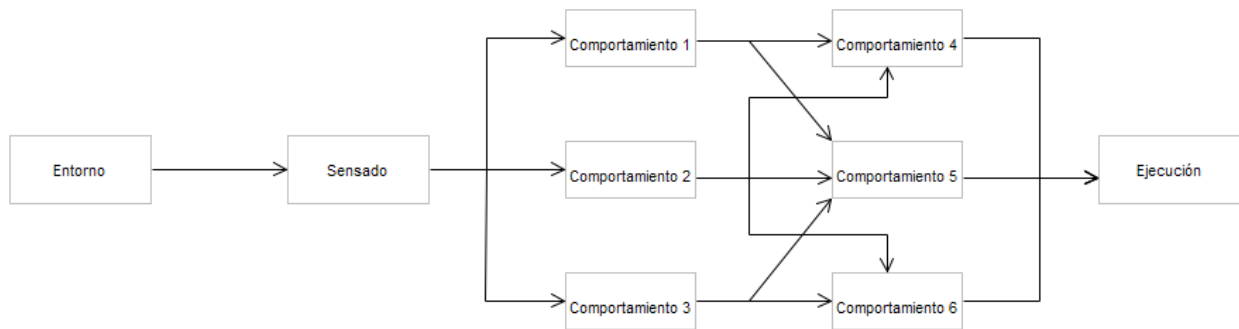 Entorno
Sensado
Comportamiento 1
Comportamiento 2
Comportamiento 3
Comportamiento 4
Comportamiento 5
Comportamiento 6
Ejecución